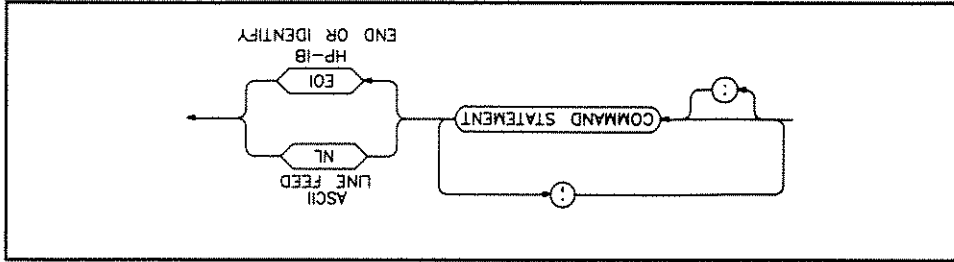 ;
ASCII
LINE FEED
NL
COMMAND STATEMENT
:
EOI
HP-IB
END OR IDENTIFY